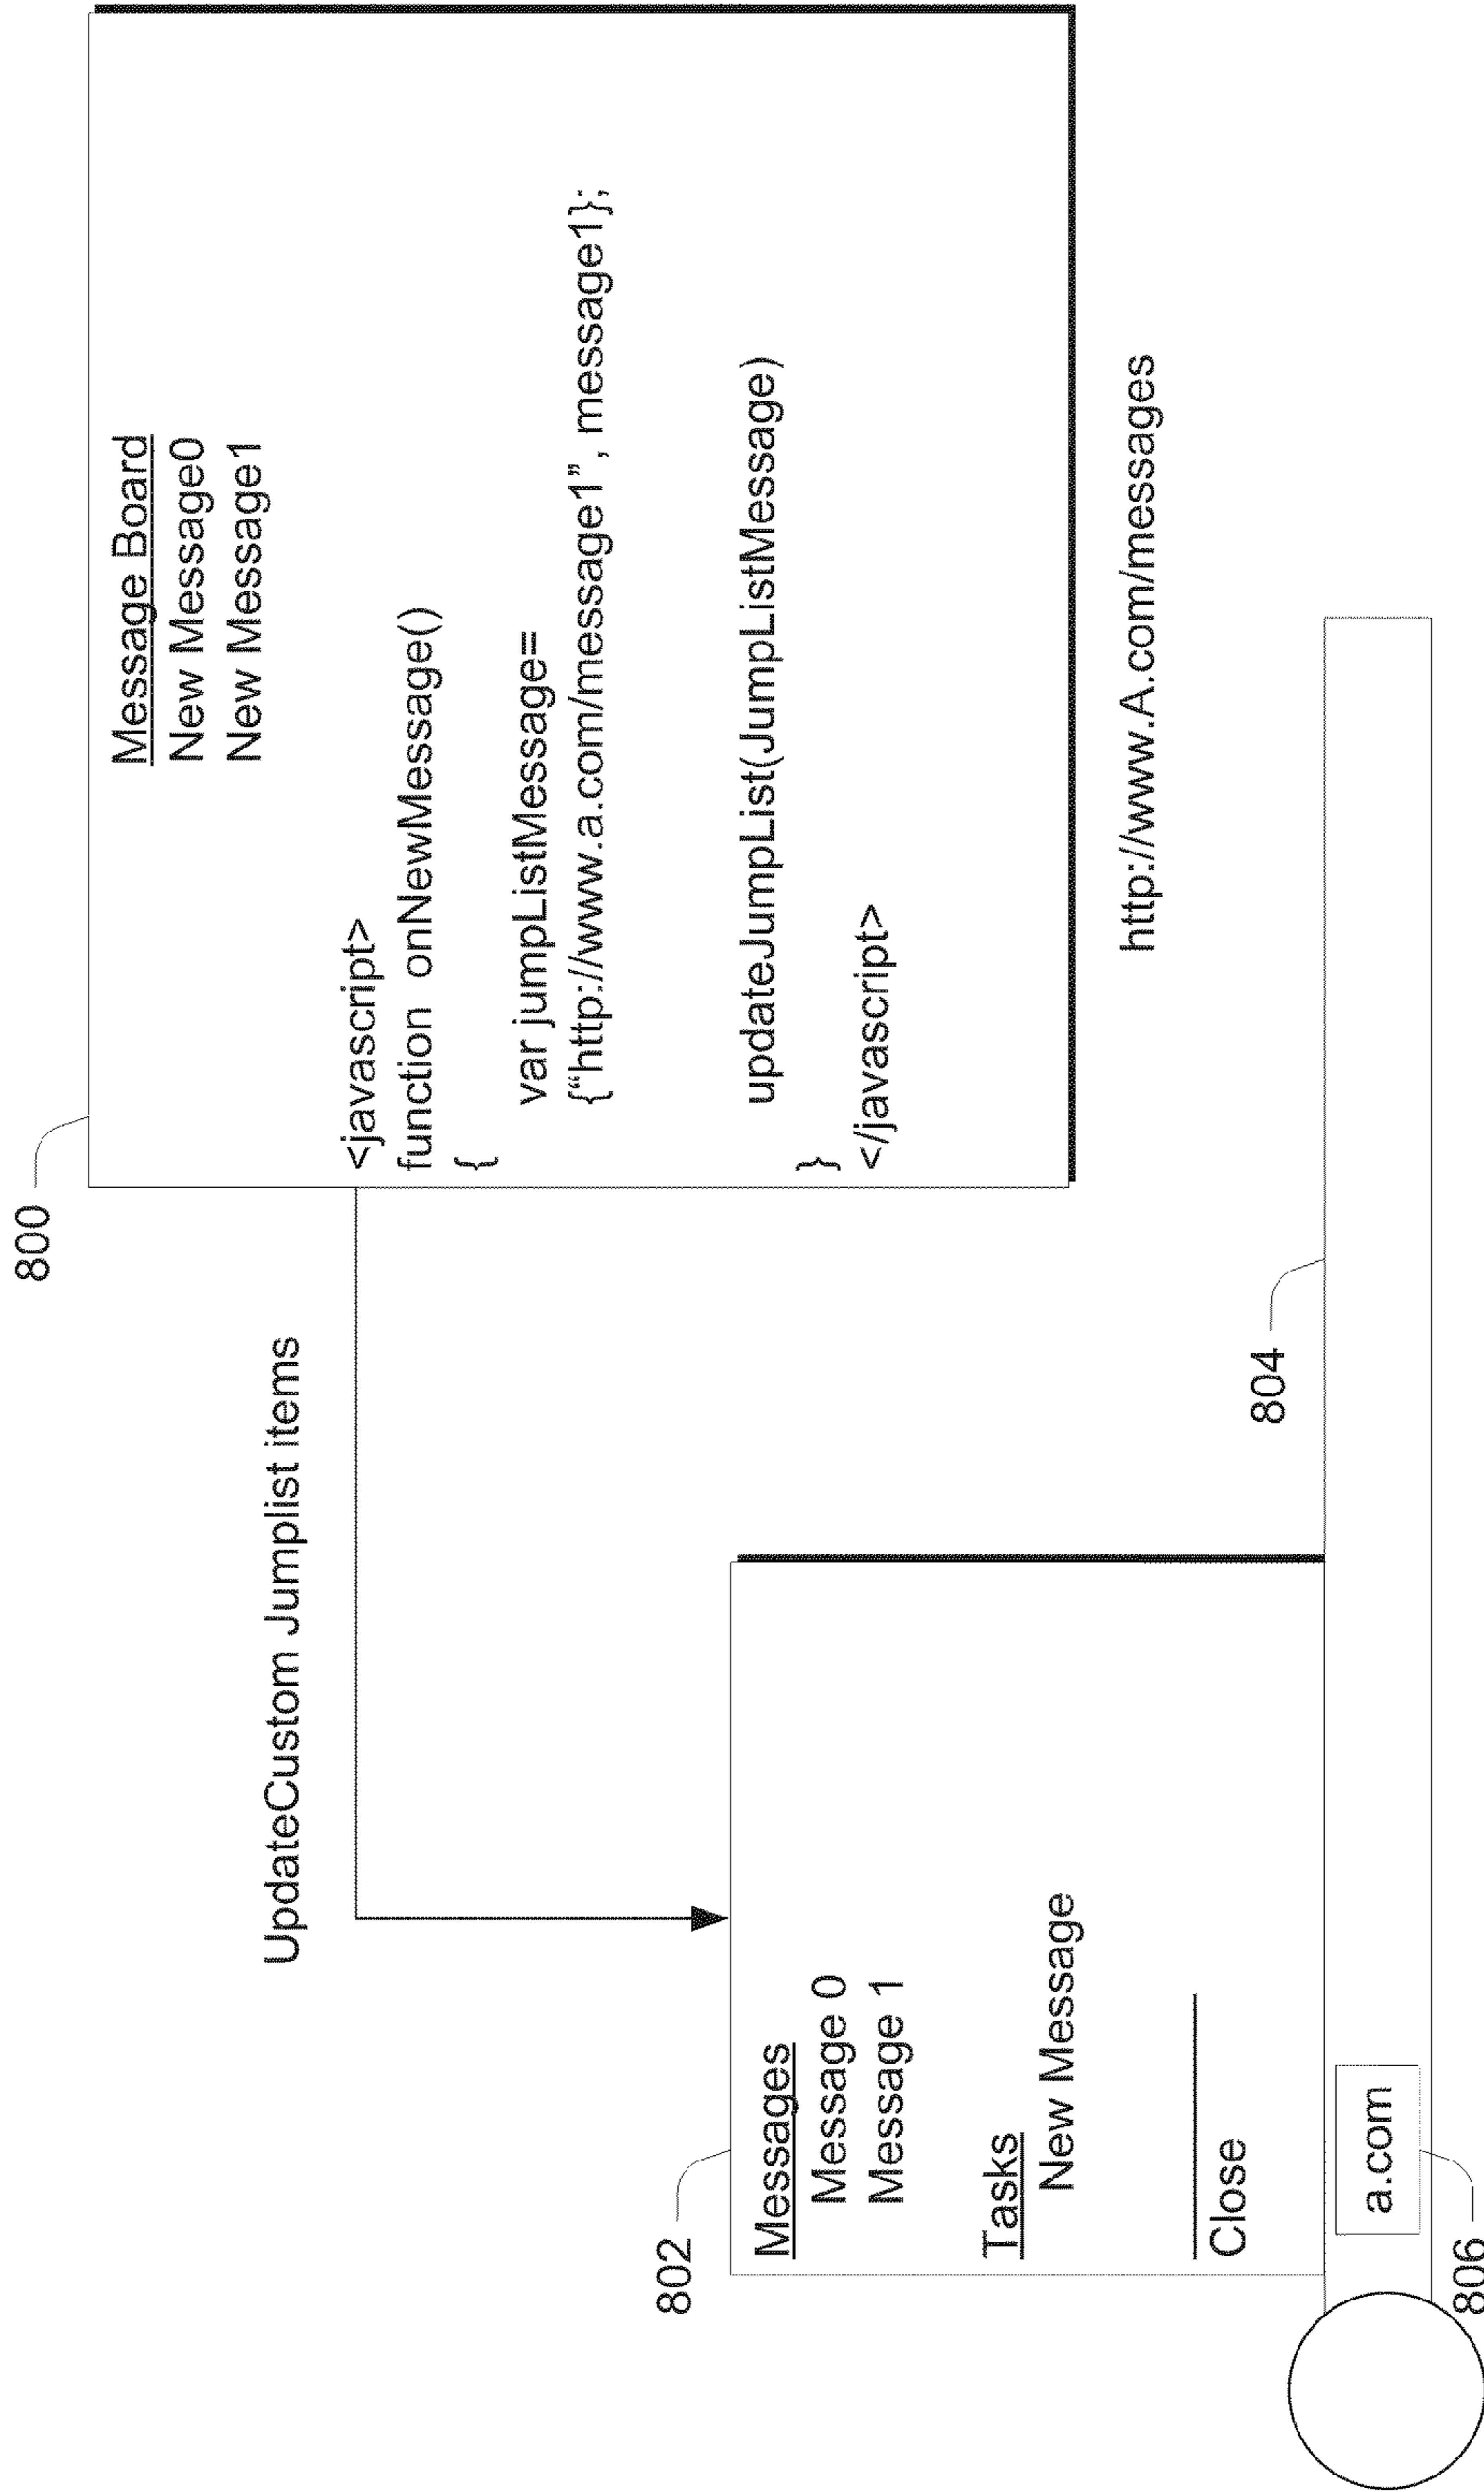 800
Message Board
New Message0
New Message1
<javascript>
function onNewMessage()
{
var jumpListMessage=
{“http://www.a.com/message1”, message1};
updateJumpList(JumpListMessage)
}
</javascript>
http://www.A.com/messages
UpdateCustom Jumplist items
802
Messages
Message 0
Message 1
Tasks
New Message
Close
804
a.com
806